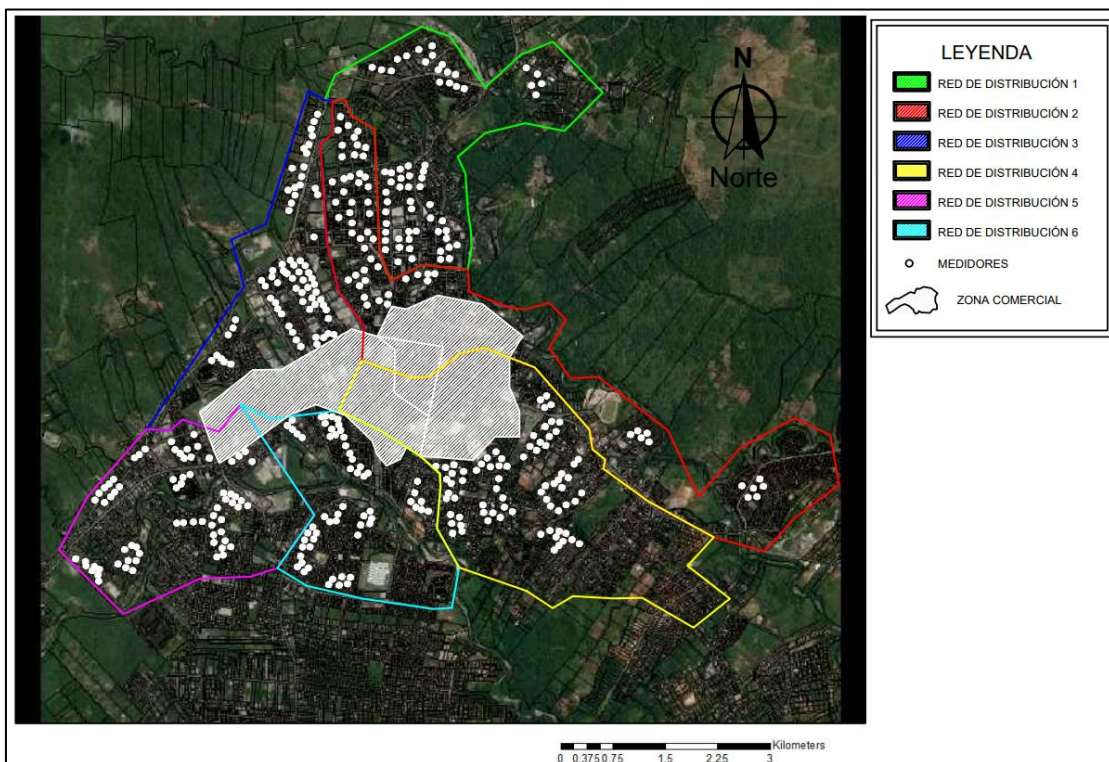 N
Norte
LEYENDA
RED DE DISTRIBUCIÓN 1
RED DE DISTRIBUCIÓN 2
RED DE DISTRIBUCIÓN 3
RED DE DISTRIBUCIÓN 4
RED DE DISTRIBUCIÓN 5
RED DE DISTRIBUCIÓN 6
MEDIDORES
ZONA COMERCIAL
Kilometers
0 0.375 0.75 1.5 2.25 3